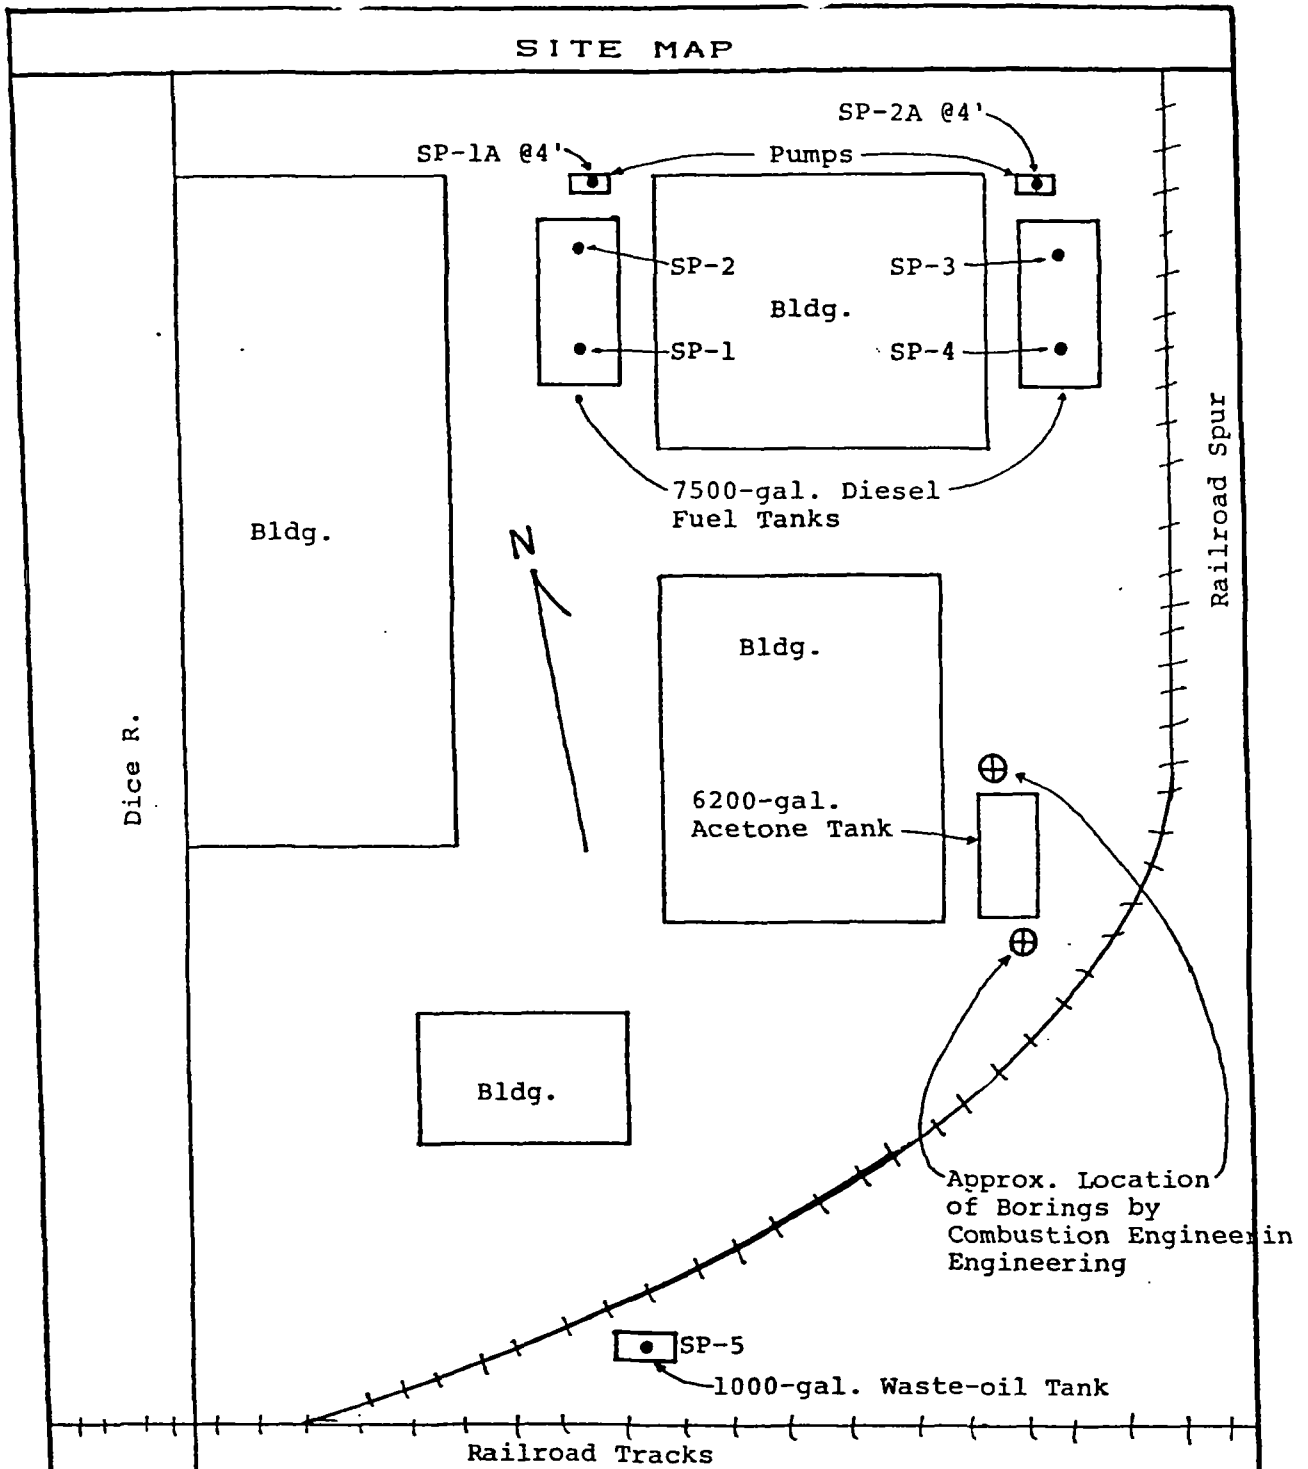 SITE MAP
SP-2A @4'
SP-1A @4'
Pumps
SP-2
SP-3
Bldg.
SP-1
SP-4
7500-gal. Diesel
Fuel Tanks
Railroad Spur
Bldg.
N
Bldg.
Dice R.
6200-gal.
Acetone Tank
Bldg.
Approx. Location
of Borings by
Combustion Engineerin
Engineering
SP-5
1000-gal. Waste-oil Tank
Railroad Tracks